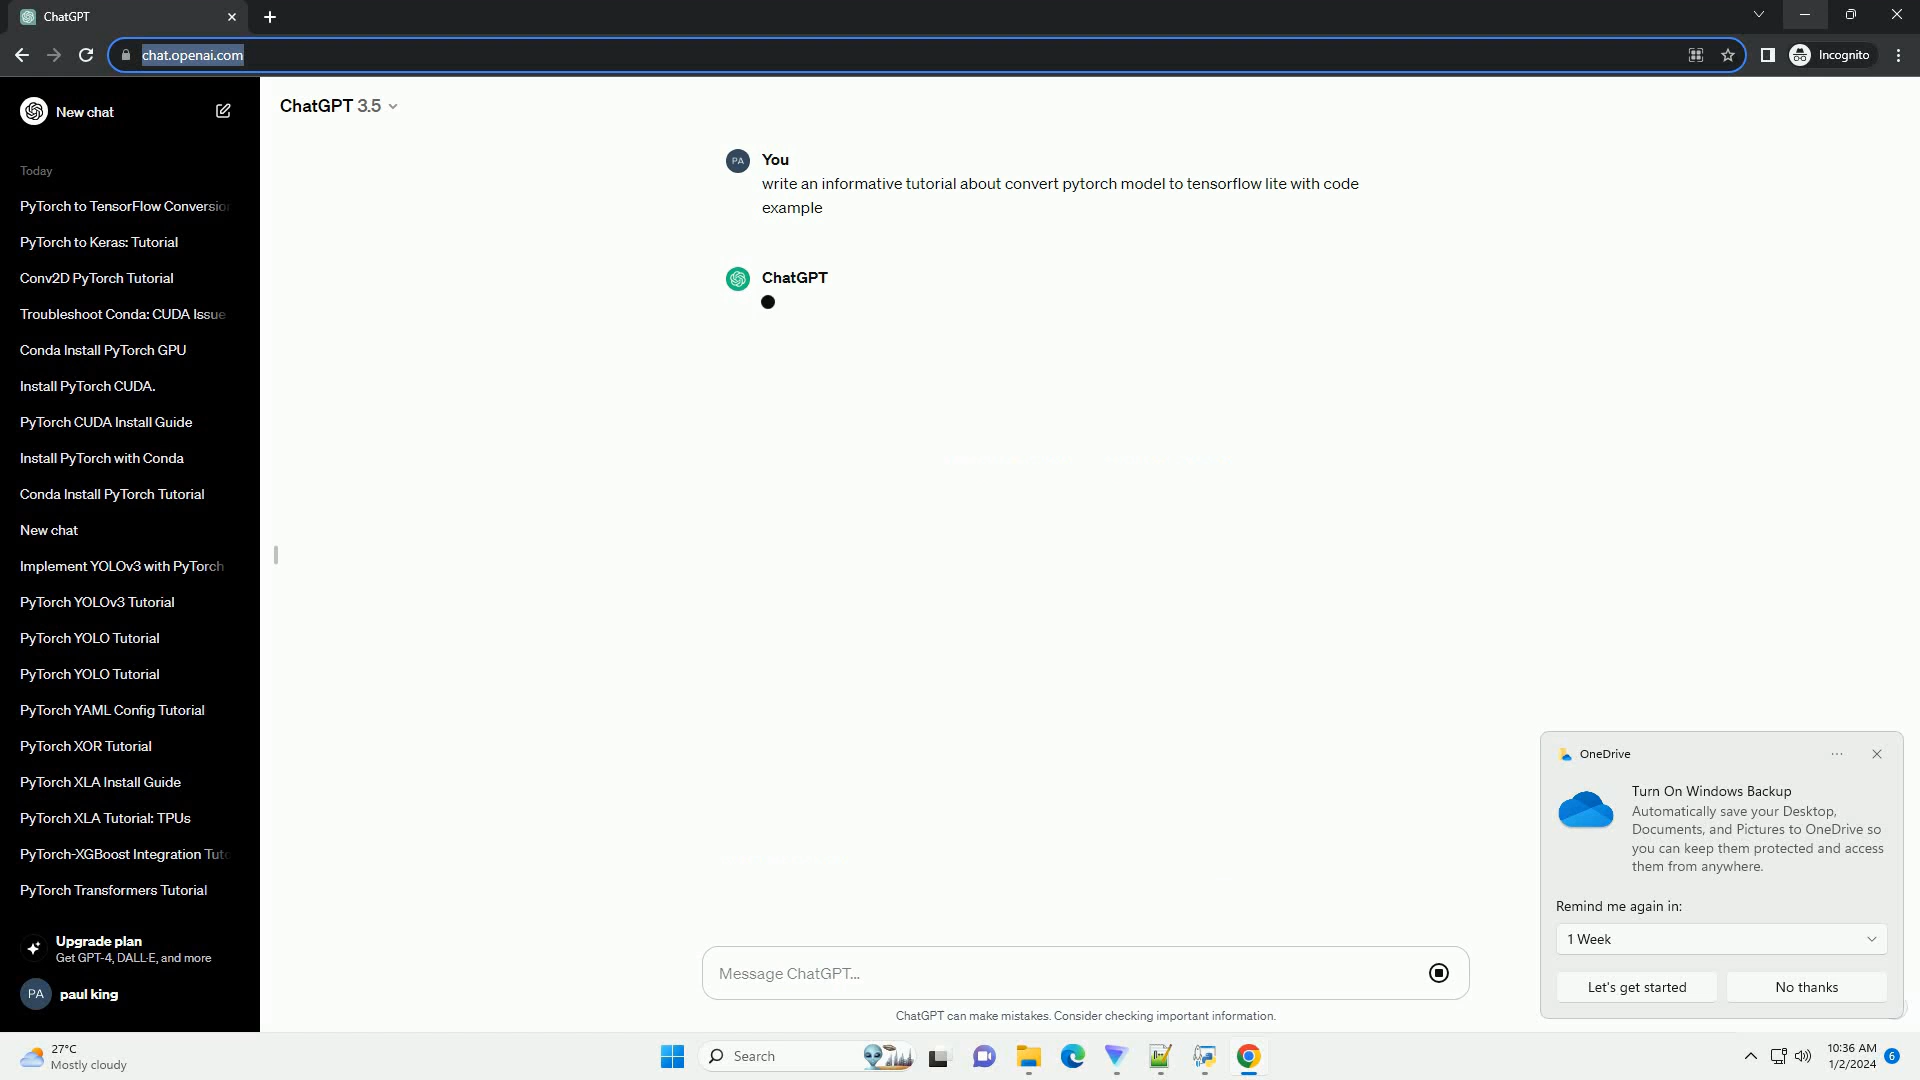 ChatGPT
chat.openai.com
Incognito
New chat
Today
PyTorch to TensorFlow Conversion
PyTorch to Keras: Tutorial
Conv2D PyTorch Tutorial
Troubleshoot Conda: CUDA Issue
Conda Install PyTorch GPU
Install PyTorch CUDA.
PyTorch CUDA Install Guide
Install PyTorch with Conda
Conda Install PyTorch Tutorial
New chat
Implement YOLOv3 with PyTorch
PyTorch YOLOv3 Tutorial
PyTorch YOLO Tutorial
PyTorch YOLO Tutorial
PyTorch YAML Config Tutorial
PyTorch XOR Tutorial
PyTorch XLA Install Guide
PyTorch XLA Tutorial: TPUs
PyTorch-XGBoost Integration Tuto
PyTorch Transformers Tutorial
Upgrade plan
Get GPT-4, DALL·E, and more
PA
paul king
ChatGPT 3.5
PA
You
write an informative tutorial about convert pytorch model to tensorflow lite with code
example
ChatGPT
Message ChatGPT...
ChatGPT can make mistakes. Consider checking important information.
OneDrive
Turn On Windows Backup
Automatically save your Desktop,
Documents, and Pictures to OneDrive so
you can keep them protected and access
them from anywhere.
Remind me again in:
1 Week
Let's get started
No thanks
27°C
Mostly cloudy
Search
10:36 AM
1/2/2024
6